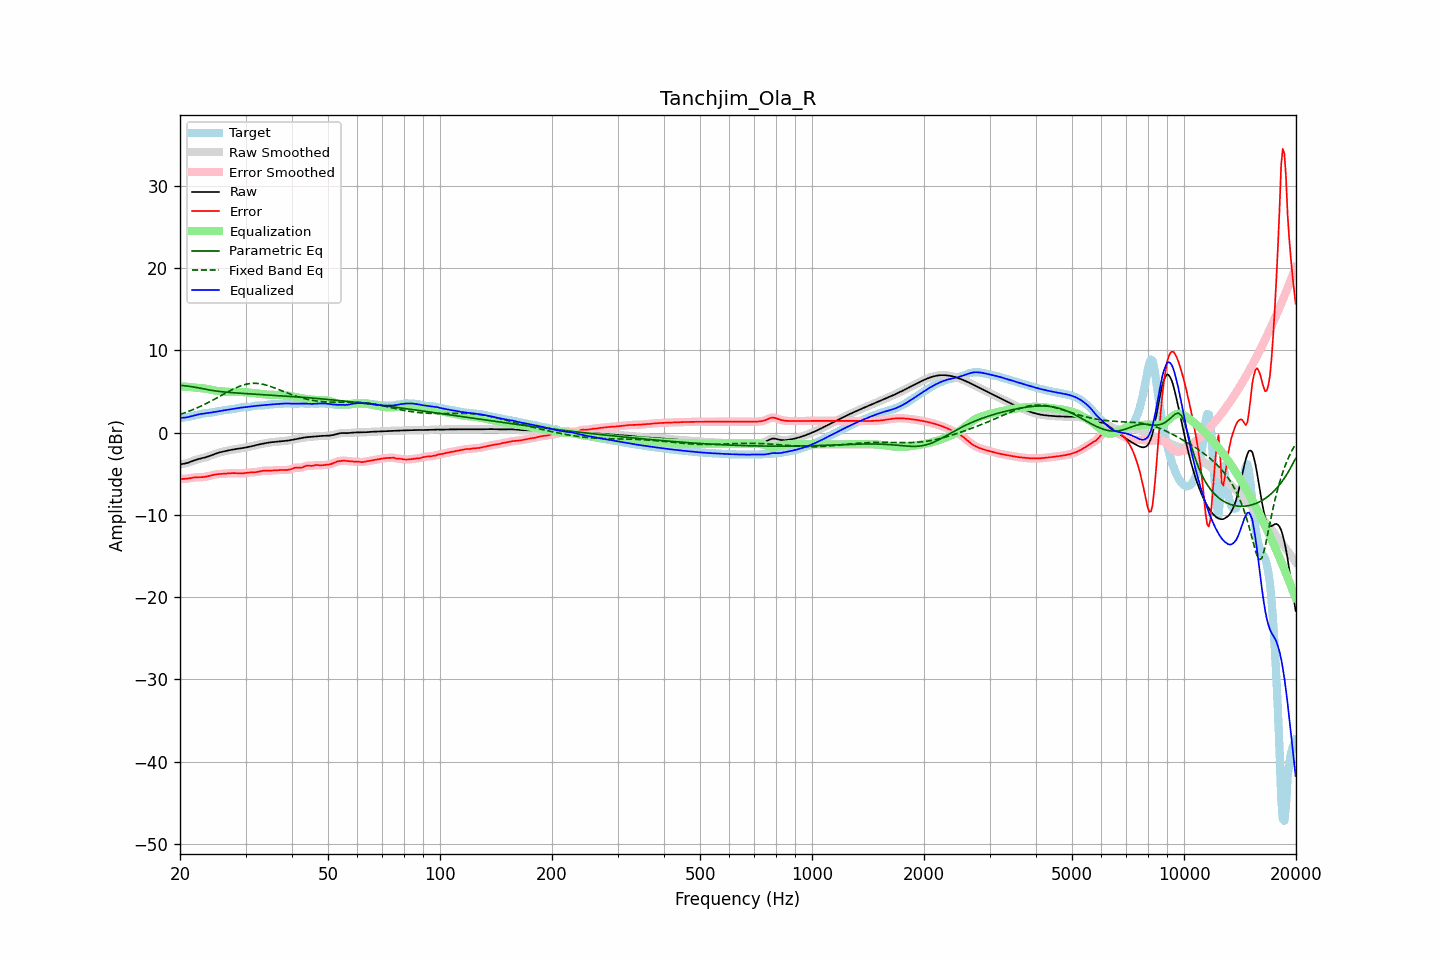 Tanchjim_Ola_R
Target
Raw Smoothed
Error Smoothed
Raw
Error
Equalization
Parametric Eq
Fixed Band Eq
Equalized
30
20
10
0
−10
−20
−30
−40
−50
Amplitude (dBr)
20
50
100
200
500
1000
2000
5000
10000
20000
Frequency (Hz)